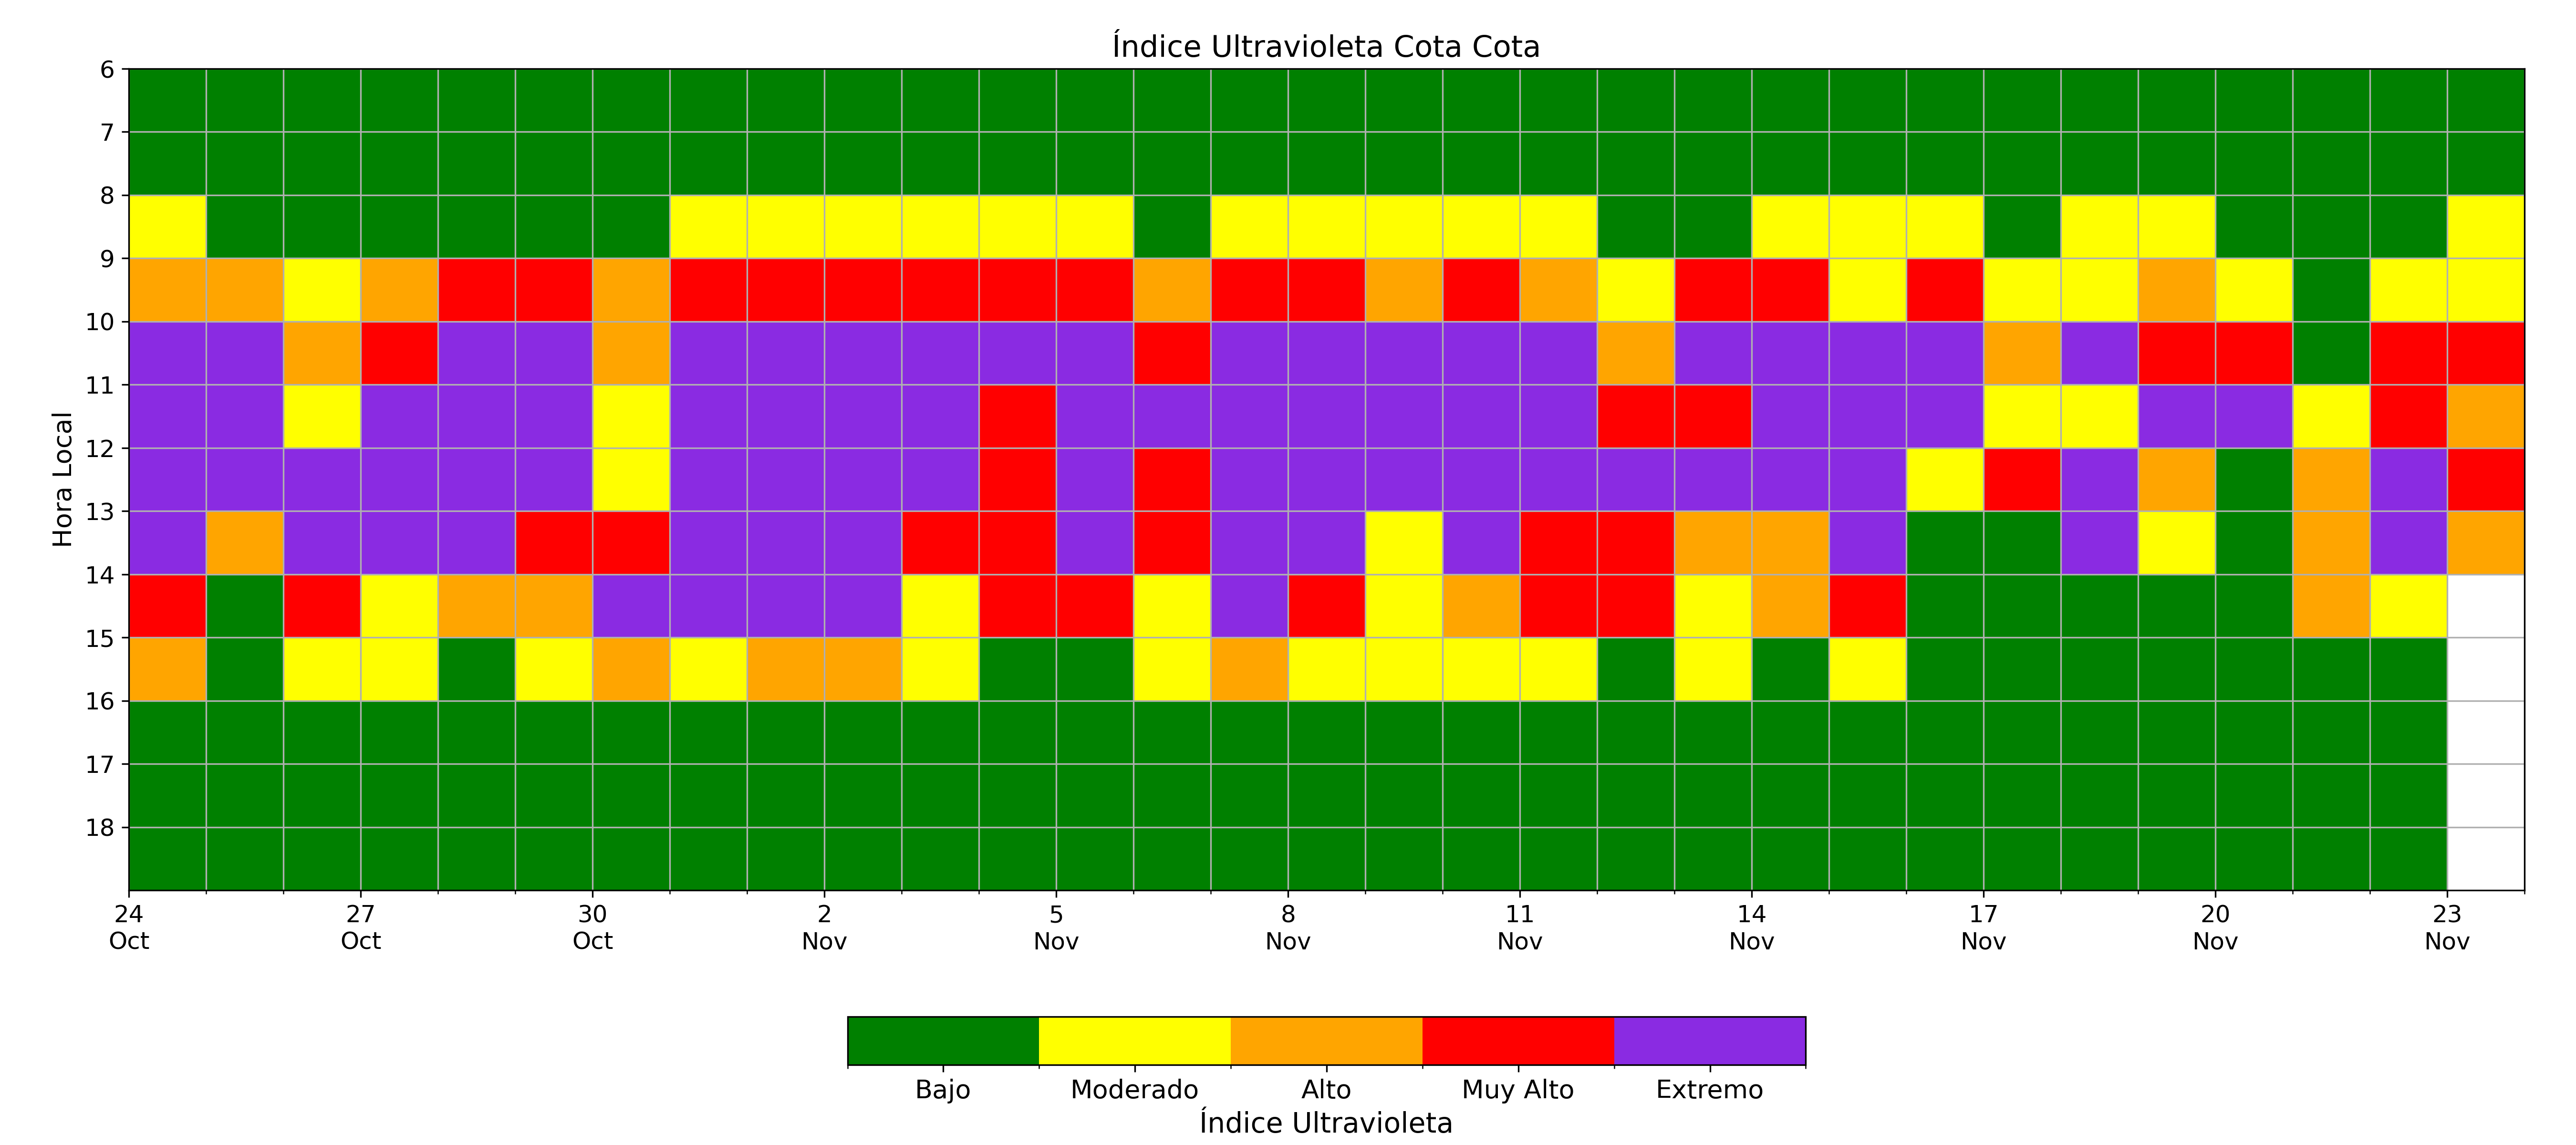 Índice Ultravioleta Cota Cota
Hora Local
6
7
8
9
10
11
12
13
14
15
16
17
18
24 27 30 2 5 8 11 14 17 20 23
Oct Oct Oct Nov Nov Nov Nov Nov Nov Nov Nov
Bajo Moderado Alto Muy Alto Extremo
Índice Ultravioleta